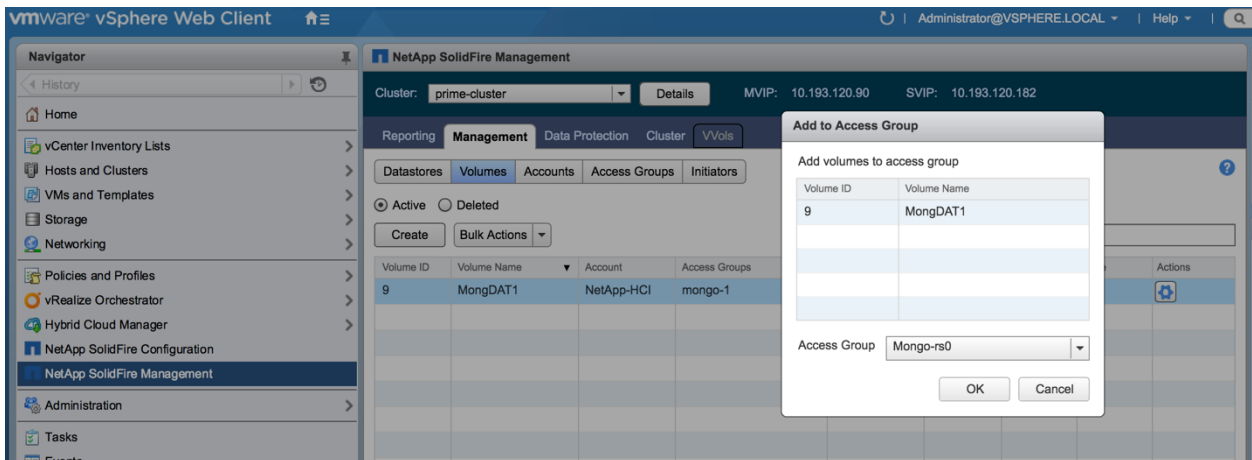 vmware® vSphere Web Client
Administrator@VSPHERE.LOCAL | Help
Navigator
History
Home
vCenter Inventory Lists
Hosts and Clusters
VMs and Templates
Storage
Networking
Policies and Profiles
vRealize Orchestrator
Hybrid Cloud Manager
NetApp SolidFire Configuration
NetApp SolidFire Management
Administration
Tasks
Events
NetApp SolidFire Management
Cluster: prime-cluster Details MVIP: 10.193.120.90 SVIP: 10.193.120.182
Reporting Management Data Protection Cluster VVols
Datastores Volumes Accounts Access Groups Initiators
Active Deleted
Create Bulk Actions
Volume ID Volume Name Account Access Groups Actions
9 MongDAT1 NetApp-HCI mongo-1
Add to Access Group
Add volumes to access group
Volume ID Volume Name
9 MongDAT1
Access Group Mongo-rs0
OK Cancel